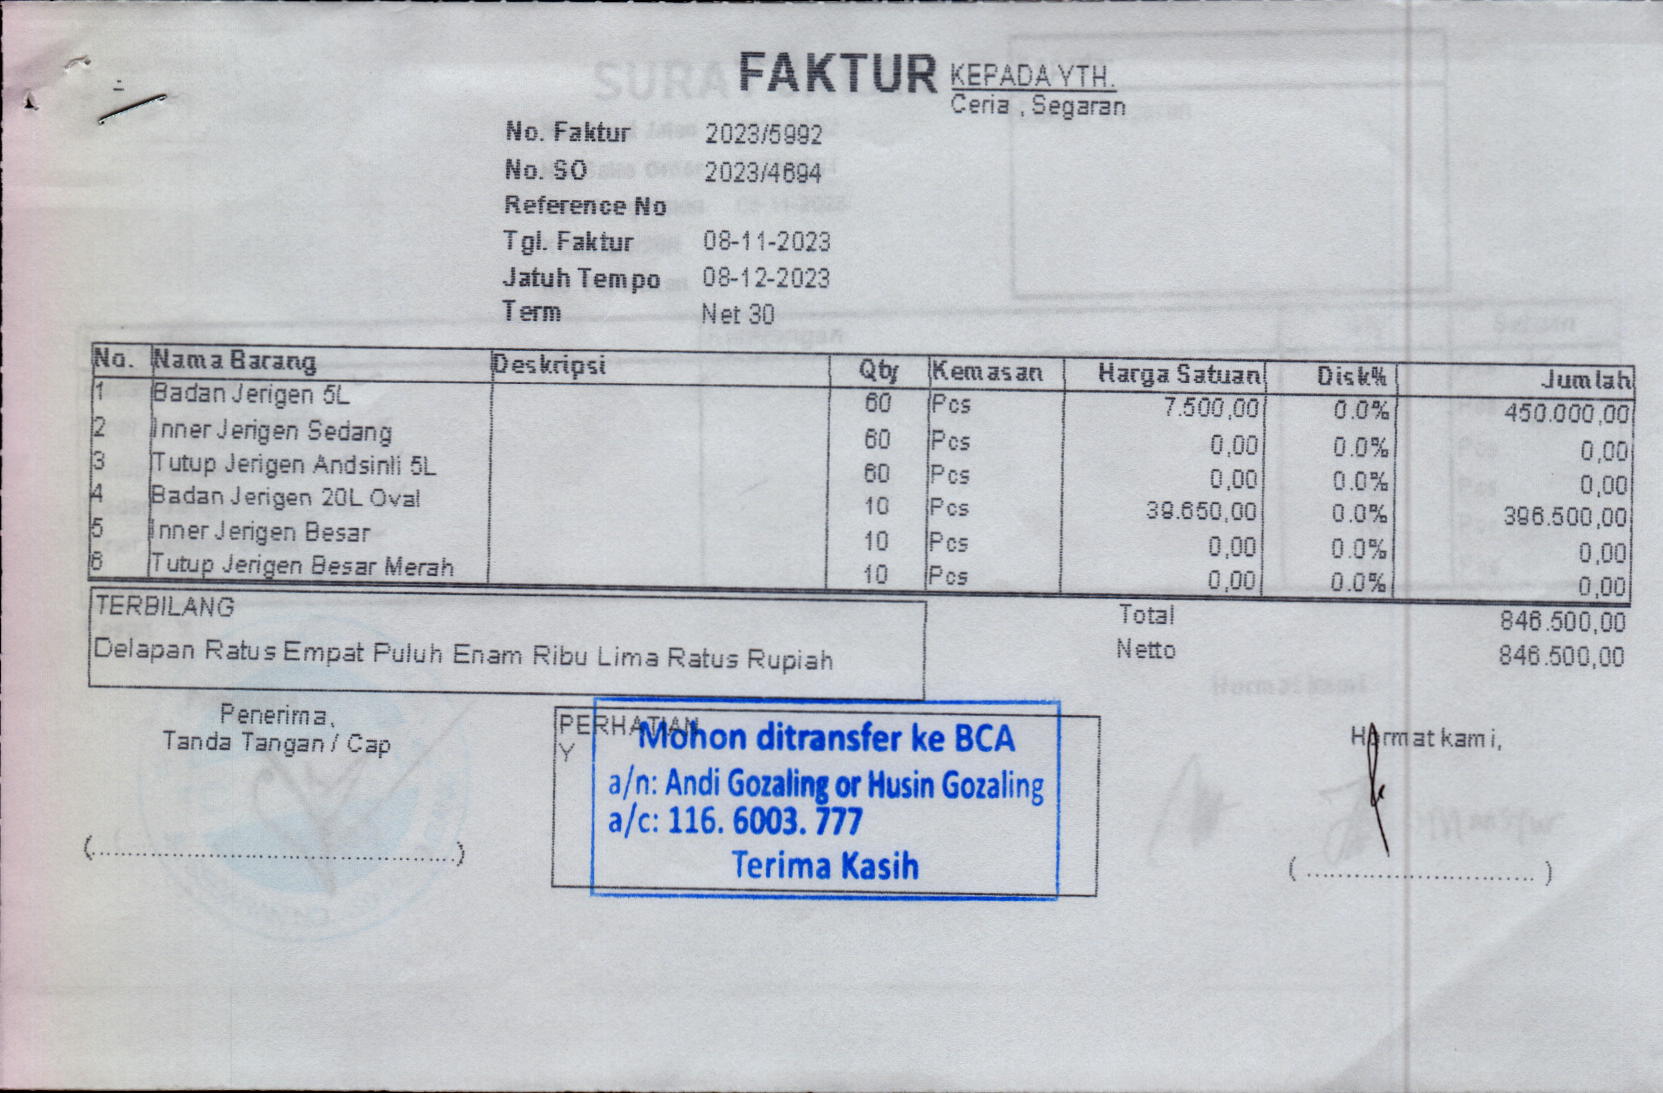 FAKTUR
KEPADA YTH.
Ceria , Segaran
No. Faktur 2023/5992
No. SO 2023/4694
Reference No
Tgl. Faktur 08-11-2023
Jatuh Tempo 08-12-2023
Term Net 30
No. Nama Barang Deskripsi Qty Kemasan Harga Satuan Disk% Jumlah
1 Badan Jerigen 5L 60 Pcs 7.500,00 0.0% 450.000,00
2 Inner Jerigen Sedang 60 Pcs 0,00 0.0% 0,00
3 Tutup Jerigen Andsinli 5L 60 Pcs 0,00 0.0% 0,00
4 Badan Jerigen 20L Oval 10 Pcs 39.650,00 0.0% 396.500,00
5 Inner Jerigen Besar 10 Pcs 0,00 0.0% 0,00
6 Tutup Jerigen Besar Merah 10 Pcs 0,00 0.0% 0,00
TERBILANG
Delapan Ratus Empat Puluh Enam Ribu Lima Ratus Rupiah
Total 846.500,00
Netto 846.500,00
Penerima,
Tanda Tangan / Cap
(................................................)
PERHATIAN
Y
Mohon ditransfer ke BCA
a/n: Andi Gozaling or Husin Gozaling
a/c: 116. 6003. 777
Terima Kasih
Hormat kami,
( .............................. )